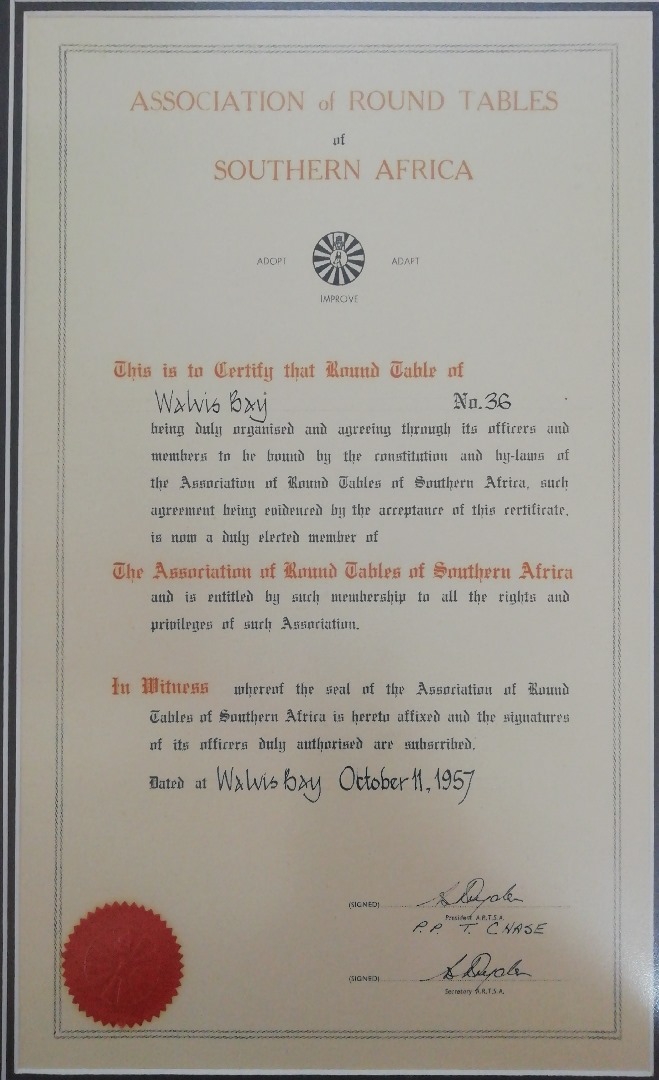 ASSOCIATION of ROUND TABLES
of
SOUTHERN AFRICA
ADOPT ADAPT
IMPROVE
This is to Certify that Round Table of
Walvis Bay No. 36
being duly organised and agreeing through its officers and
members to be bound by the constitution and by-laws of
the Association of Round Tables of Southern Africa, such
agreement being evidenced by the acceptance of this certificate,
is now a duly elected member of
The Association of Round Tables of Southern Africa
and is entitled by such membership to all the rights and
privileges of such Association.
In Witness whereof the seal of the Association of Round
Tables of Southern Africa is hereto affixed and the signatures
of its officers duly authorised are subscribed.
Dated at Walvis Bay October 11, 1957
(SIGNED)
President A.R.T.S.A.
P.P. T. CHASE
(SIGNED)
Secretary A.R.T.S.A.